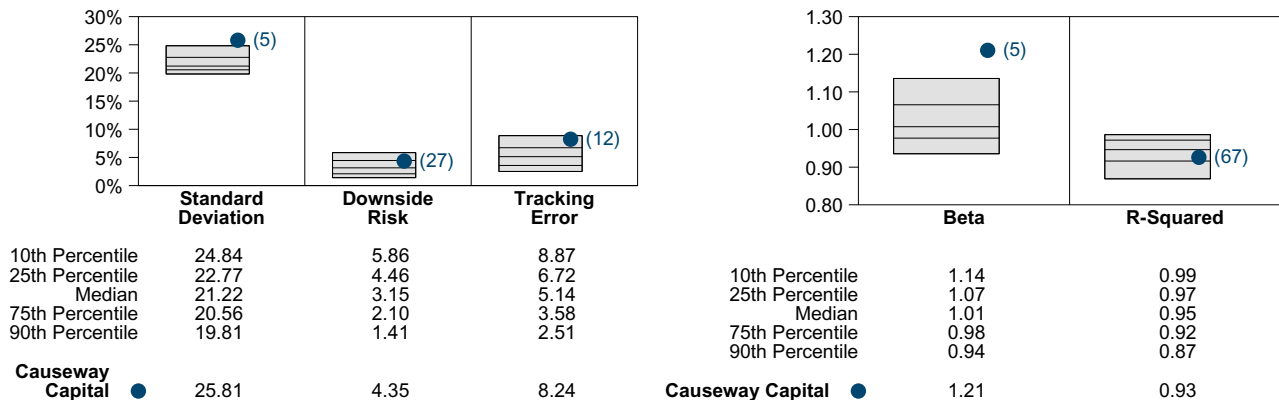 30%
25%
20%
15%
10%
5%
0%
(5)
(27)
(12)
Standard Deviation
Downside Risk
Tracking Error
10th Percentile 24.84 5.86 8.87
25th Percentile 22.77 4.46 6.72
Median 21.22 3.15 5.14
75th Percentile 20.56 2.10 3.58
90th Percentile 19.81 1.41 2.51
Causeway
Capital 25.81 4.35 8.24
1.30
1.20
1.10
1.00
0.90
0.80
(5)
(67)
Beta R-Squared
10th Percentile 1.14 0.99
25th Percentile 1.07 0.97
Median 1.01 0.95
75th Percentile 0.98 0.92
90th Percentile 0.94 0.87
Causeway Capital 1.21 0.93